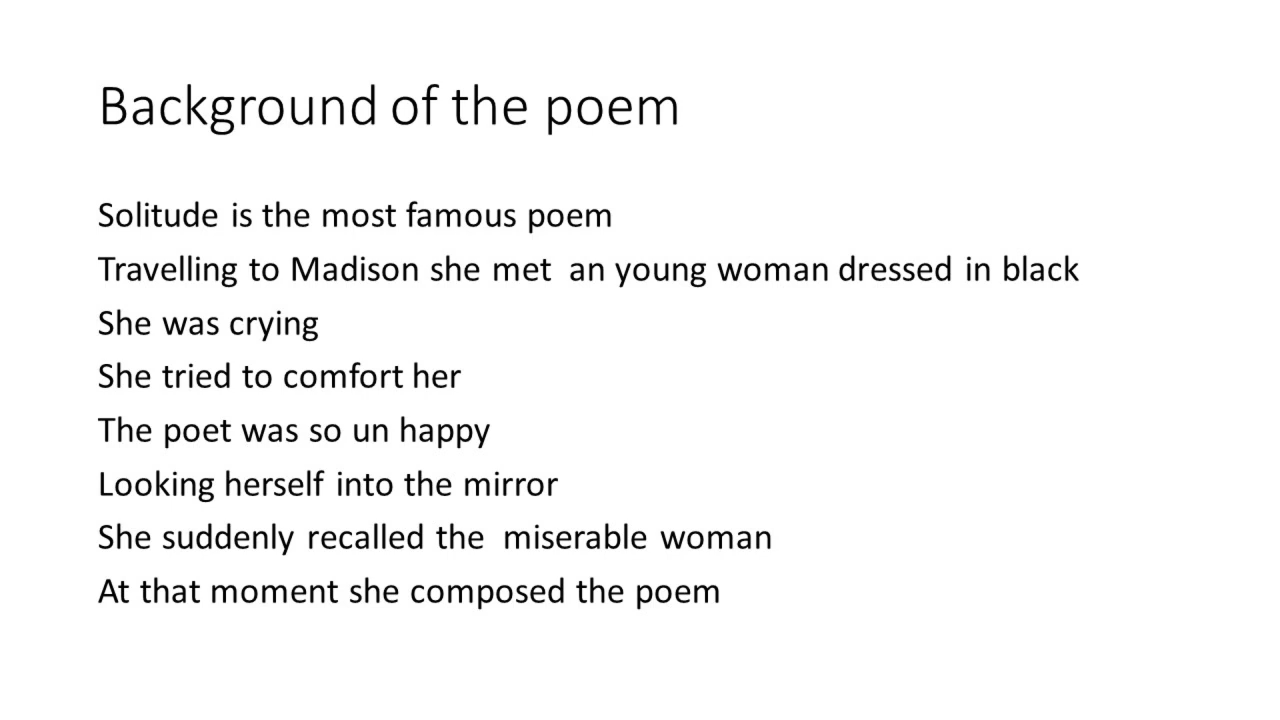 Background of the poem
Solitude is the most famous poem
Travelling to Madison she met  an young woman dressed in black
She was crying
She tried to comfort her
The poet was so un happy
Looking herself into the mirror
She suddenly recalled the  miserable woman
At that moment she composed the poem